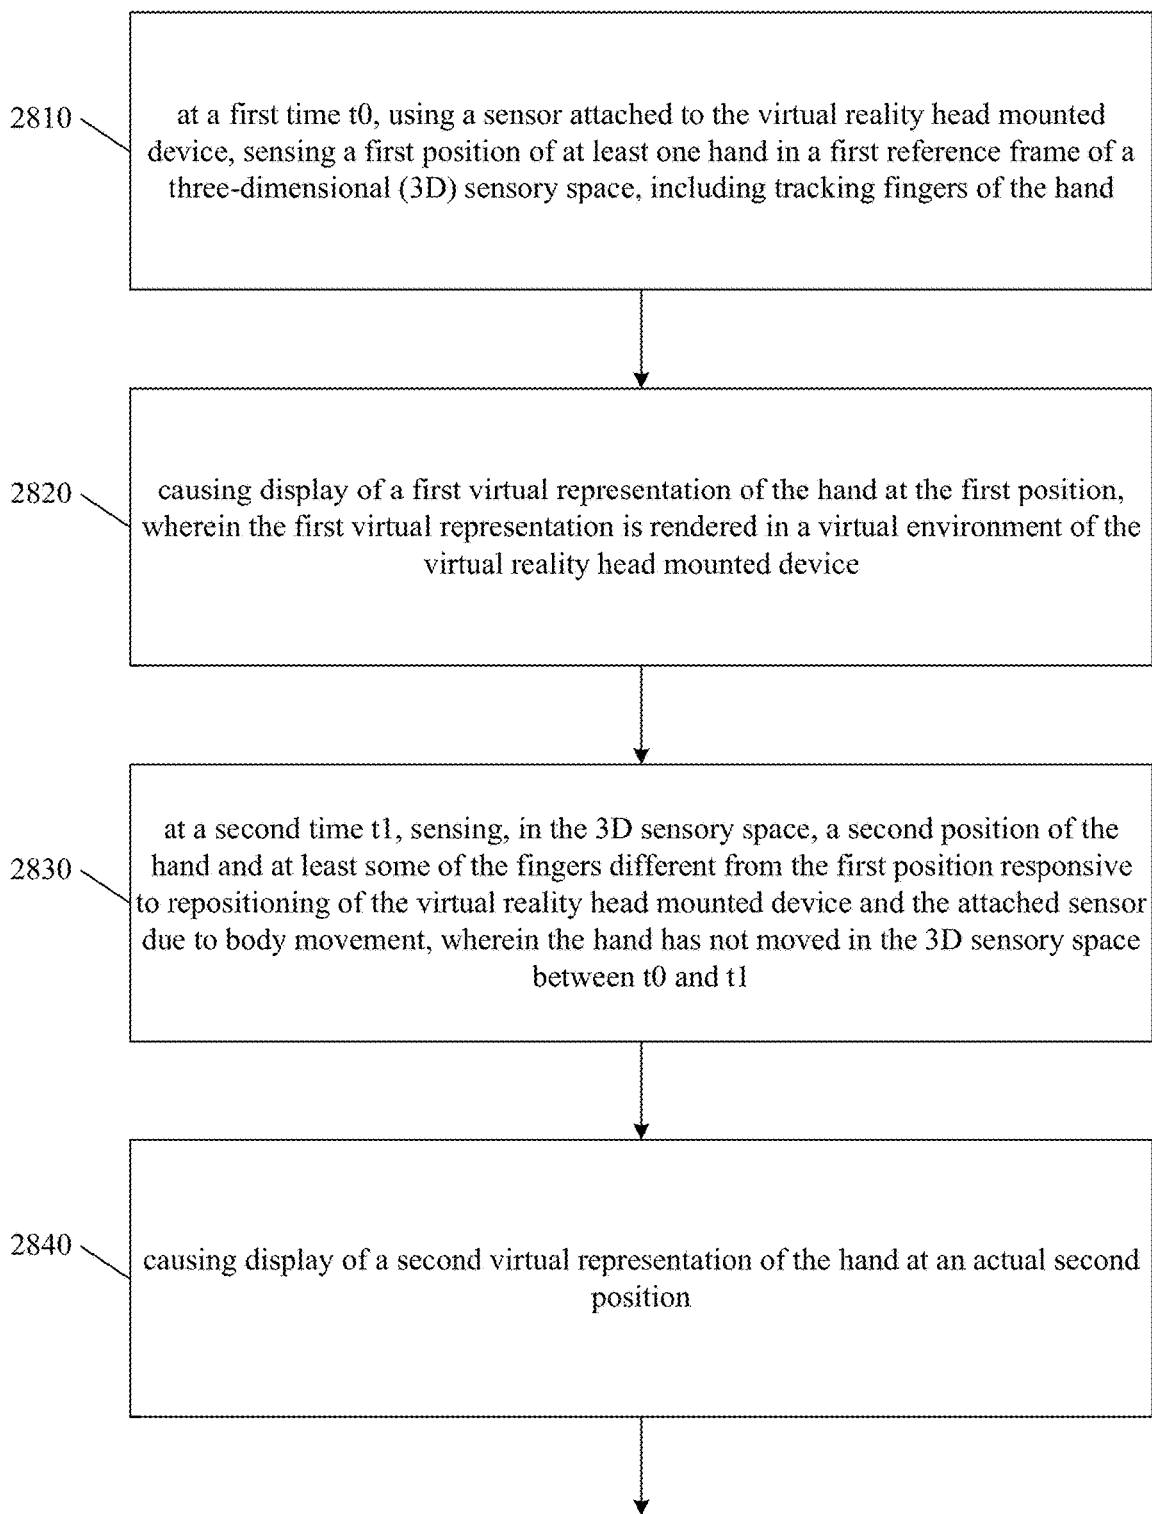 2810
at a first time t0, using a sensor attached to the virtual reality head mounted
device, sensing a first position of at least one hand in a first reference frame of a
three-dimensional (3D) sensory space, including tracking fingers of the hand
2820
causing display of a first virtual representation of the hand at the first position,
wherein the first virtual representation is rendered in a virtual environment of the
virtual reality head mounted device
2830
at a second time t1, sensing, in the 3D sensory space, a second position of the
hand and at least some of the fingers different from the first position responsive
to repositioning of the virtual reality head mounted device and the attached sensor
due to body movement, wherein the hand has not moved in the 3D sensory space
between t0 and t1
2840
causing display of a second virtual representation of the hand at an actual second
position